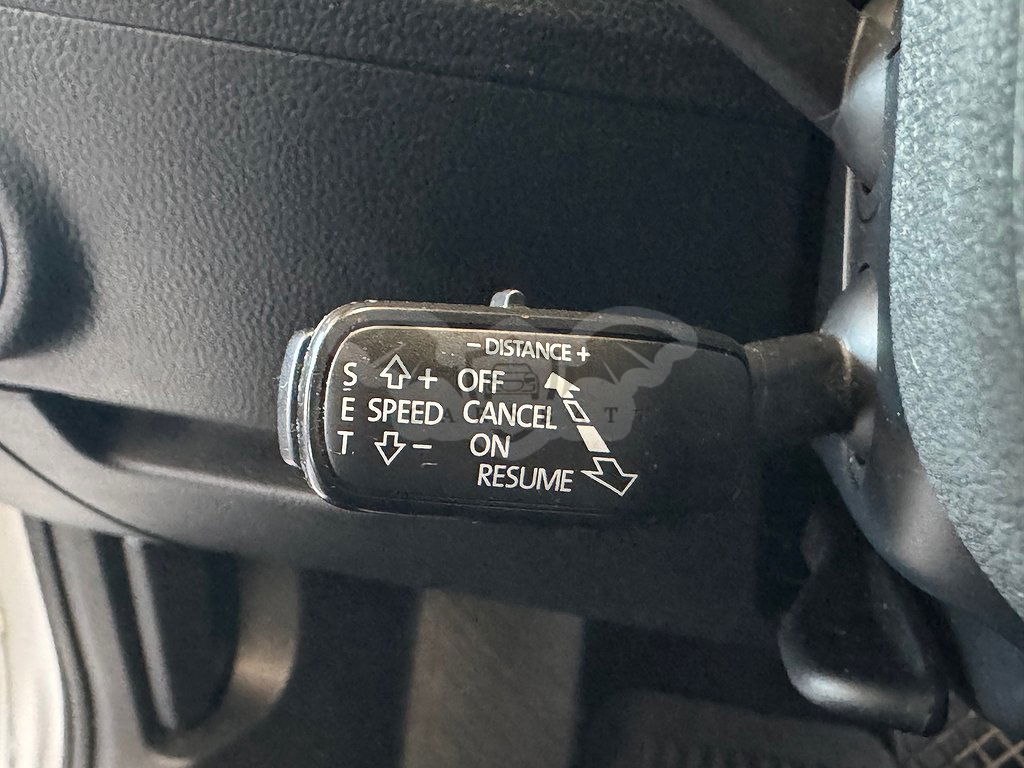 - DISTANCE +
S + OFF
E SPEED CANCEL
T - ON
RESUME